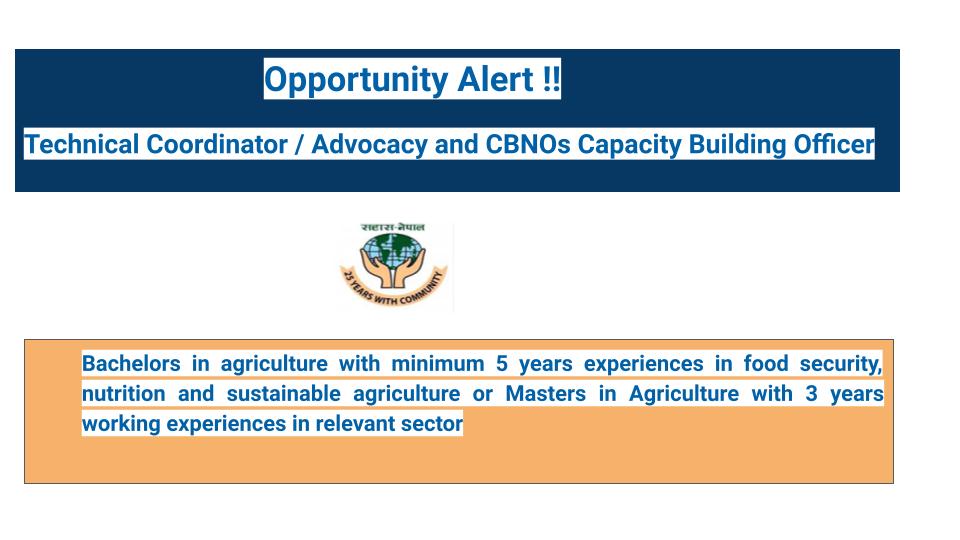 Opportunity Alert !!
Technical Coordinator / Advocacy and CBNOs Capacity Building Officer
सहास-नेपाल
25 YEARS WITH COMMUNITY
Bachelors in agriculture with minimum 5 years experiences in food security,
nutrition and sustainable agriculture or Masters in Agriculture with 3 years
working experiences in relevant sector